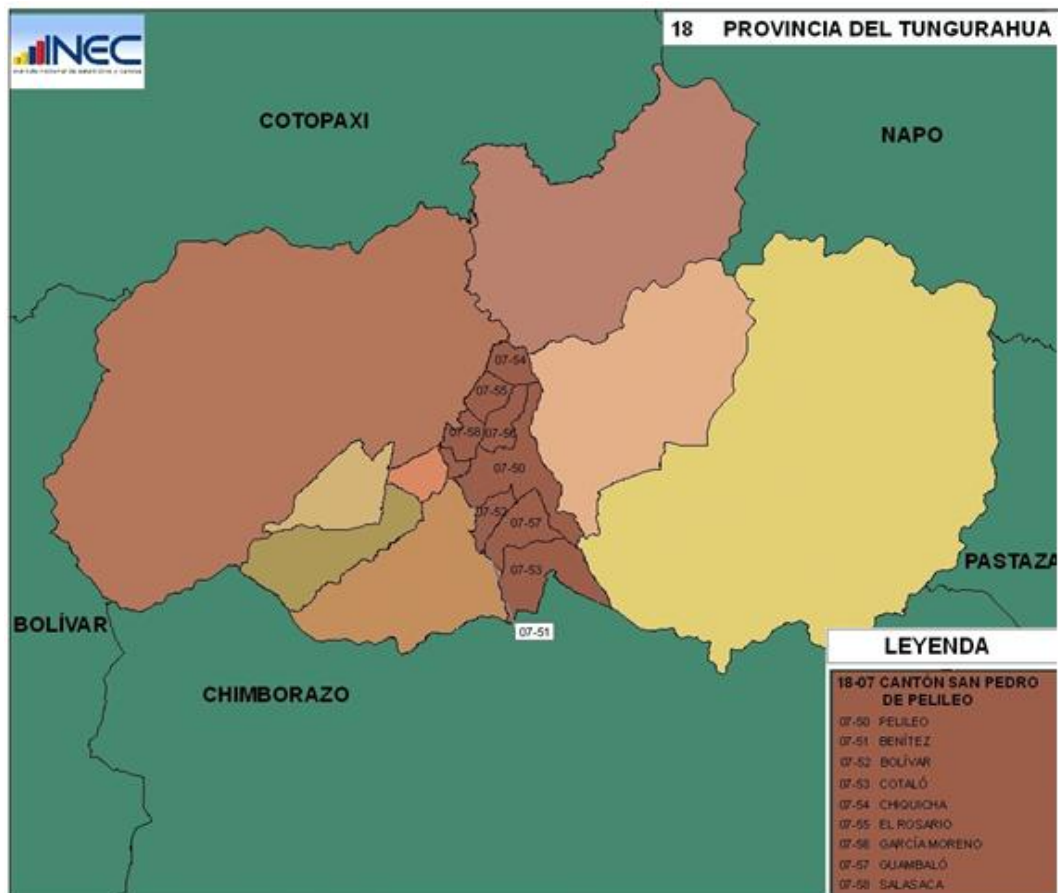 INEC
18 PROVINCIA DEL TUNGURAHUA
COTOPAXI
NAPO
07-54
07-55
07-58 07-56
07-50
07-52
07-57
07-53
07-51
PASTAZA
BOLÍVAR
CHIMBORAZO
LEYENDA
18-07 CANTÓN SAN PEDRO
DE PELILEO
07-50 PELILEO
07-51 BENÍTEZ
07-52 BOLÍVAR
07-53 COTALÓ
07-54 CHIQUICHA
07-55 EL ROSARIO
07-56 GARCÍA MORENO
07-57 GUAMBALÓ
07-58 SALASACA